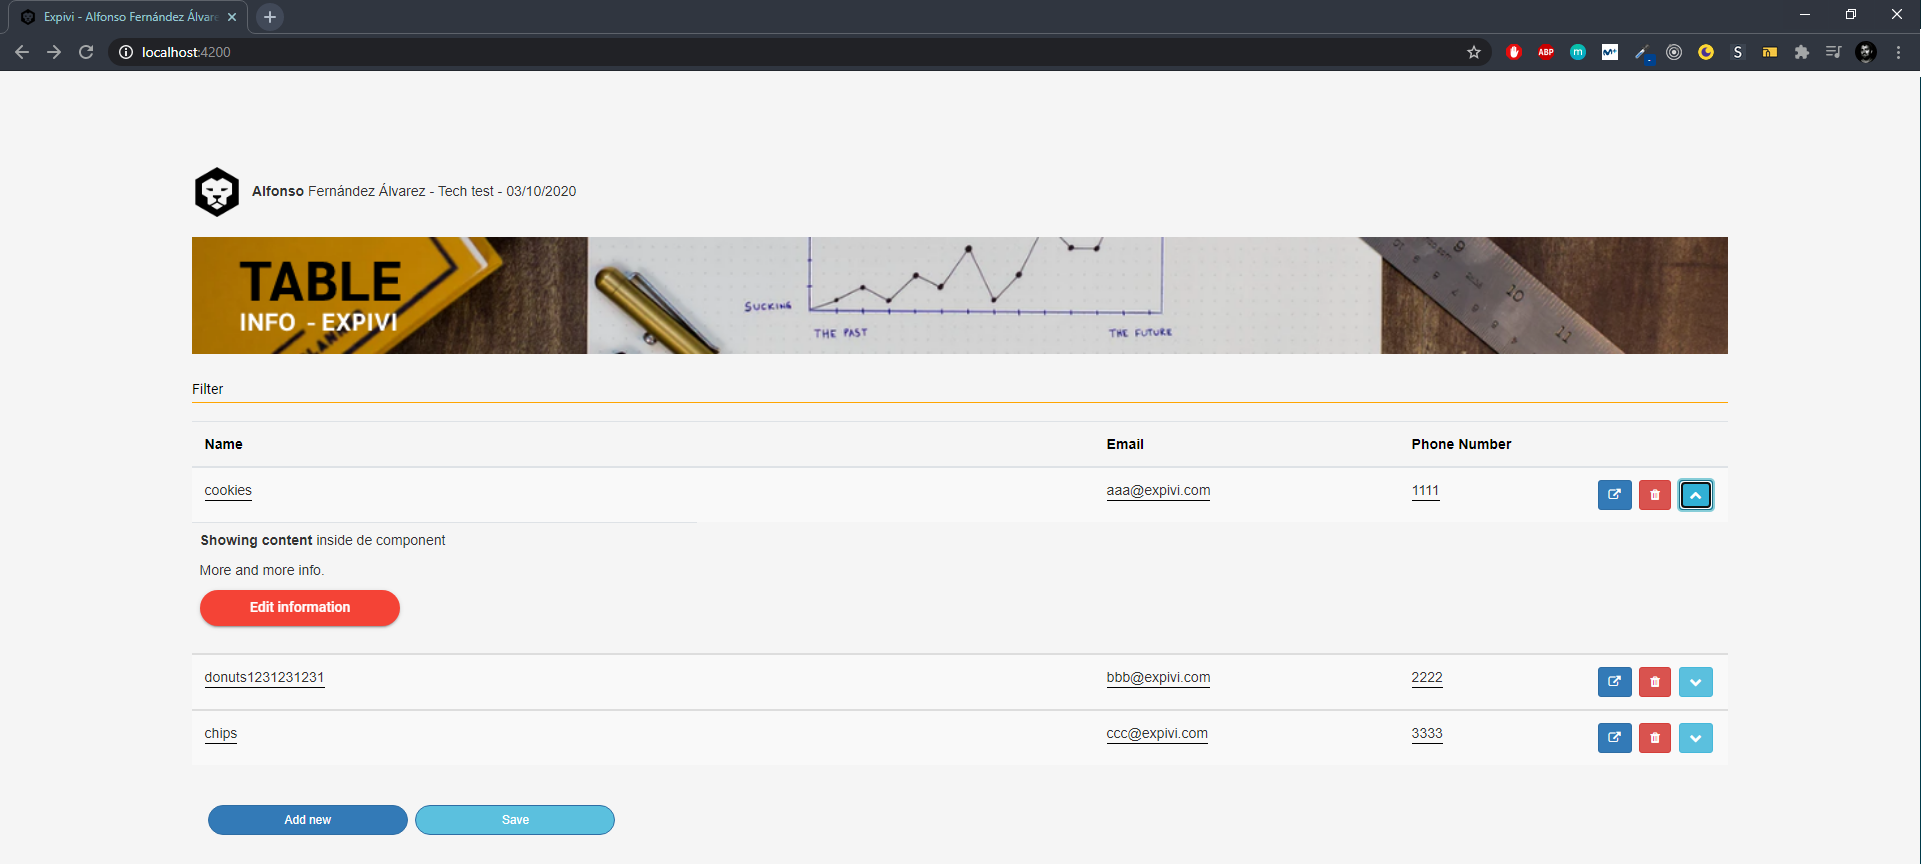 Expivi - Alfonso Fernández Álvare
localhost:4200
ABP
m
S
Alfonso Fernández Álvarez - Tech test - 03/10/2020
TABLE
INFO - EXPIVI
SUCKING
THE PAST
THE FUTURE
9
10
11
Filter
Name Email Phone Number
cookies aaa@expivi.com 1111
Showing content inside de component
More and more info.
Edit information
donuts1231231231 bbb@expivi.com 2222
chips ccc@expivi.com 3333
Add new Save